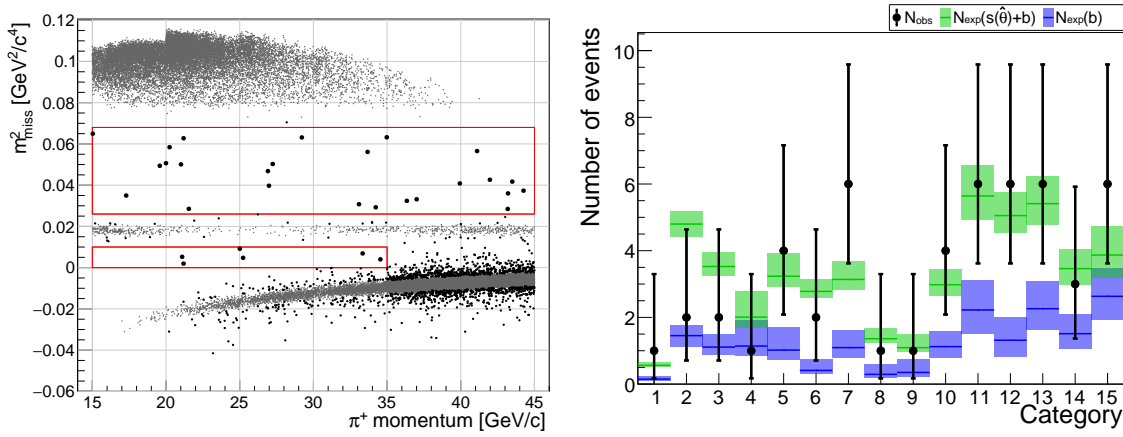 m²miss [GeV²/c⁴]
0.12
0.1
0.08
0.06
0.04
0.02
0
−0.02
−0.04
−0.06
15 20 25 30 35 40 45
π⁺ momentum [GeV/c]
Nobs Nexp(s(θ̂)+b) Nexp(b)
Number of events
10
8
6
4
2
0
1 2 3 4 5 6 7 8 9 10 11 12 13 14 15
Category